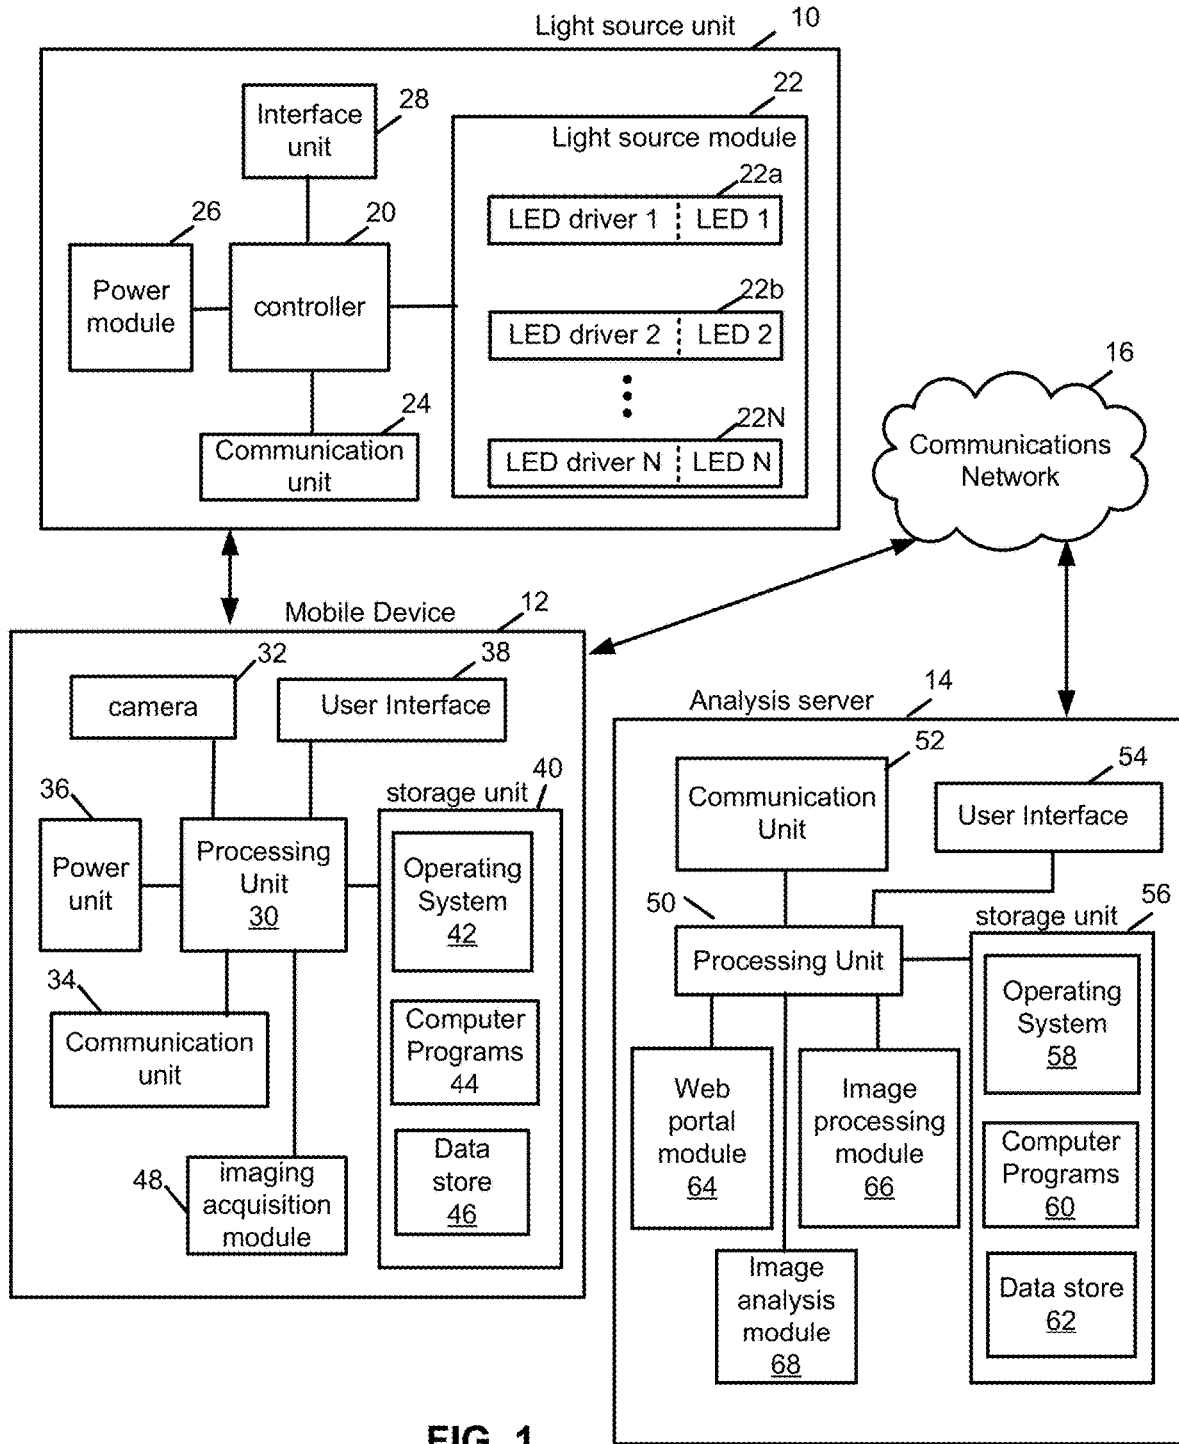 Light source unit
10
Interface
unit
28
22
Light source module
22a
LED driver 1 LED 1
26
20
Power
module
controller
22b
LED driver 2 LED 2
24
Communication
unit
22N
LED driver N LED N
16
Communications
Network
Mobile Device
12
32
camera
38
User Interface
36
Power
unit
Processing
Unit
30
storage unit
40
Operating
System
42
34
Communication
unit
Computer
Programs
44
48
imaging
acquisition
module
Data
store
46
Analysis server
14
52
Communication
Unit
54
User Interface
50
Processing Unit
storage unit
56
Operating
System
58
Web
portal
module
64
Image
processing
module
66
Computer
Programs
60
Image
analysis
module
68
Data store
62
FIG. 1